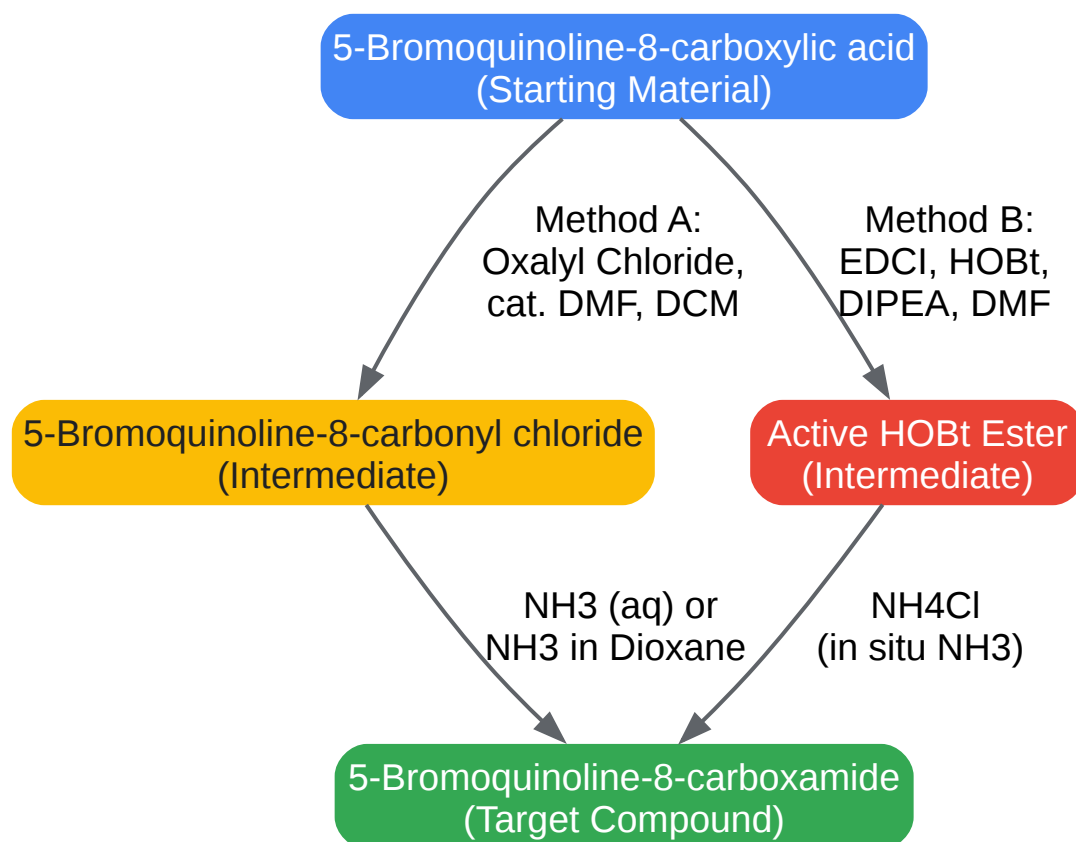 5-Bromoquinoline-8-carboxylic acid
(Starting Material)
Method A:
Oxalyl Chloride,
cat. DMF, DCM
Method B:
EDCI, HOBt,
DIPEA, DMF
5-Bromoquinoline-8-carbonyl chloride
(Intermediate)
Active HOBt Ester
(Intermediate)
NH3 (aq) or
NH3 in Dioxane
NH4Cl
(in situ NH3)
5-Bromoquinoline-8-carboxamide
(Target Compound)